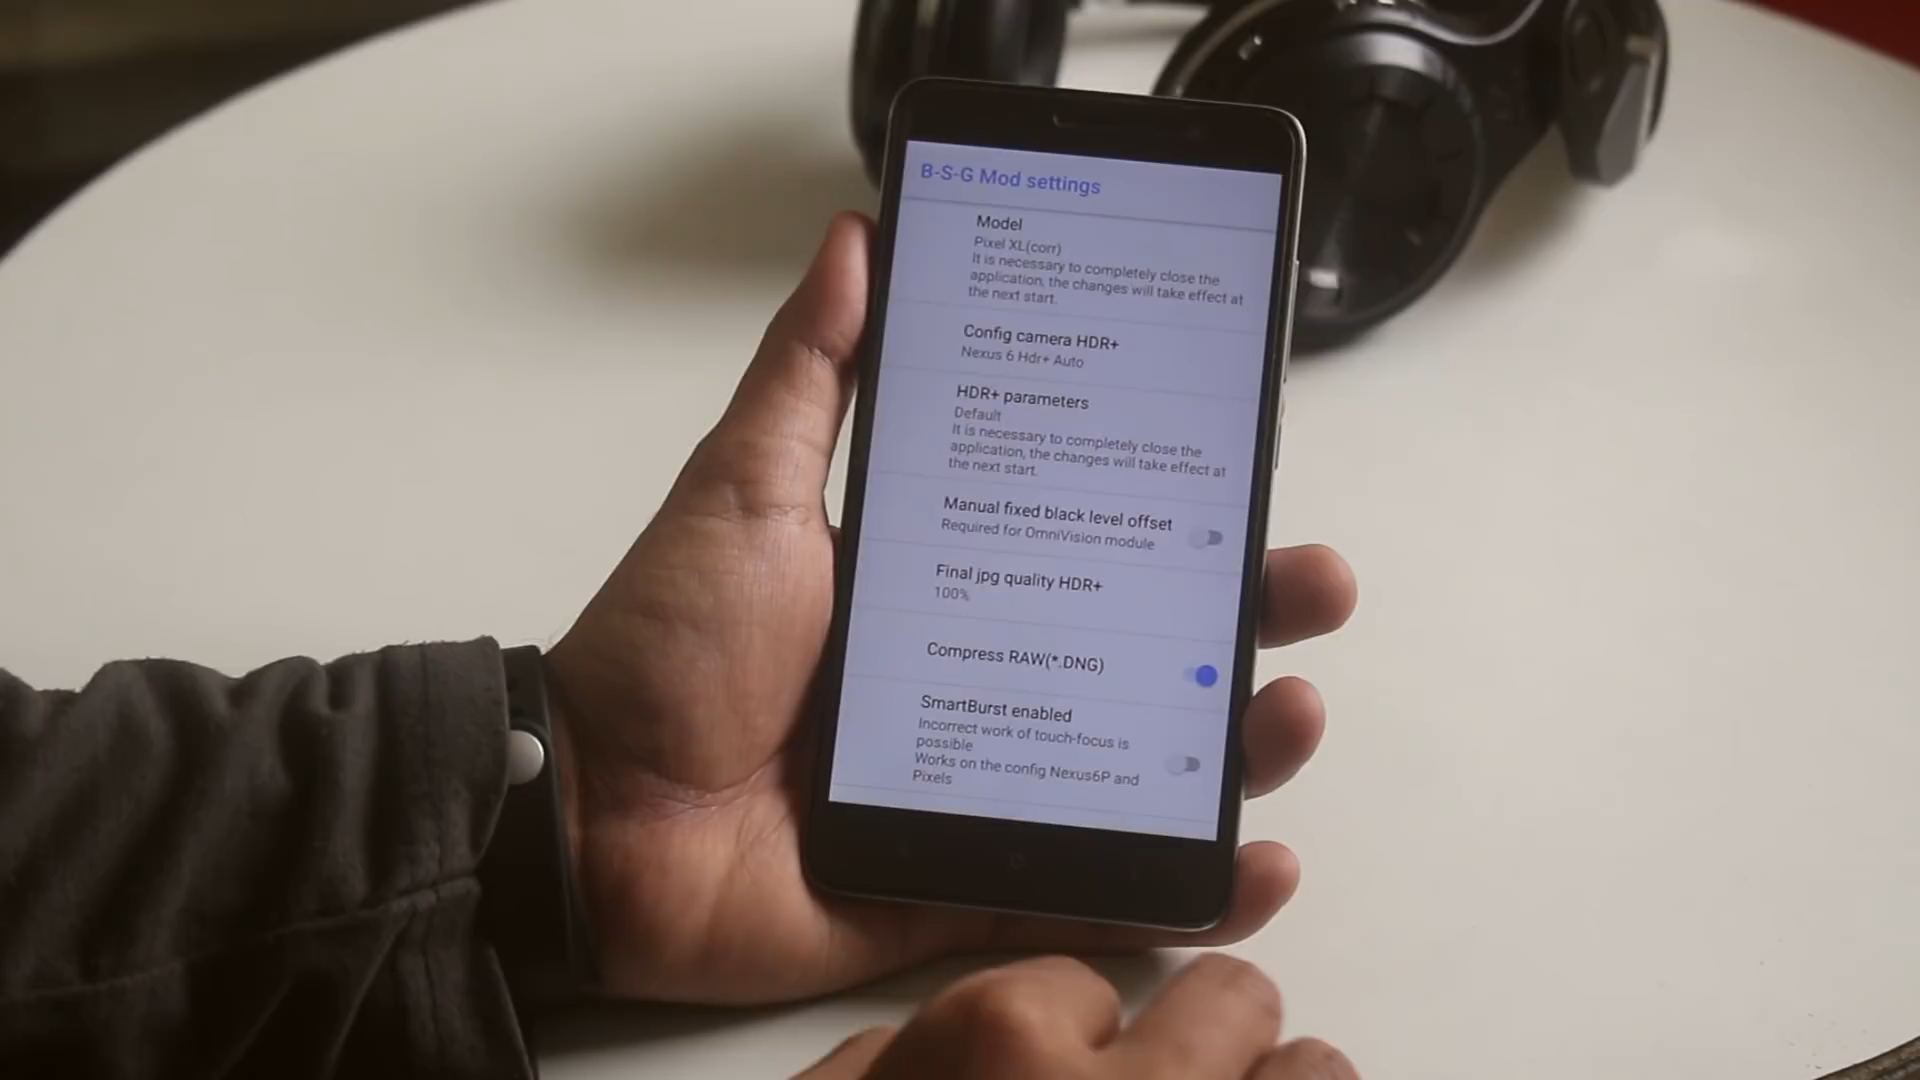 B-S-G Mod settings
Model
Pixel XL(corr)
It is necessary to completely close the
application, the changes will take effect at
the next start.
Config camera HDR+
Nexus 6 Hdr+ Auto
HDR+ parameters
Default
It is necessary to completely close the
application, the changes will take effect at
the next start.
Manual fixed black level offset
Required for OmniVision module
Final jpg quality HDR+
100%
Compress RAW(*.DNG)
SmartBurst enabled
Incorrect work of touch-focus is
possible
Works on the config Nexus6P and
Pixels